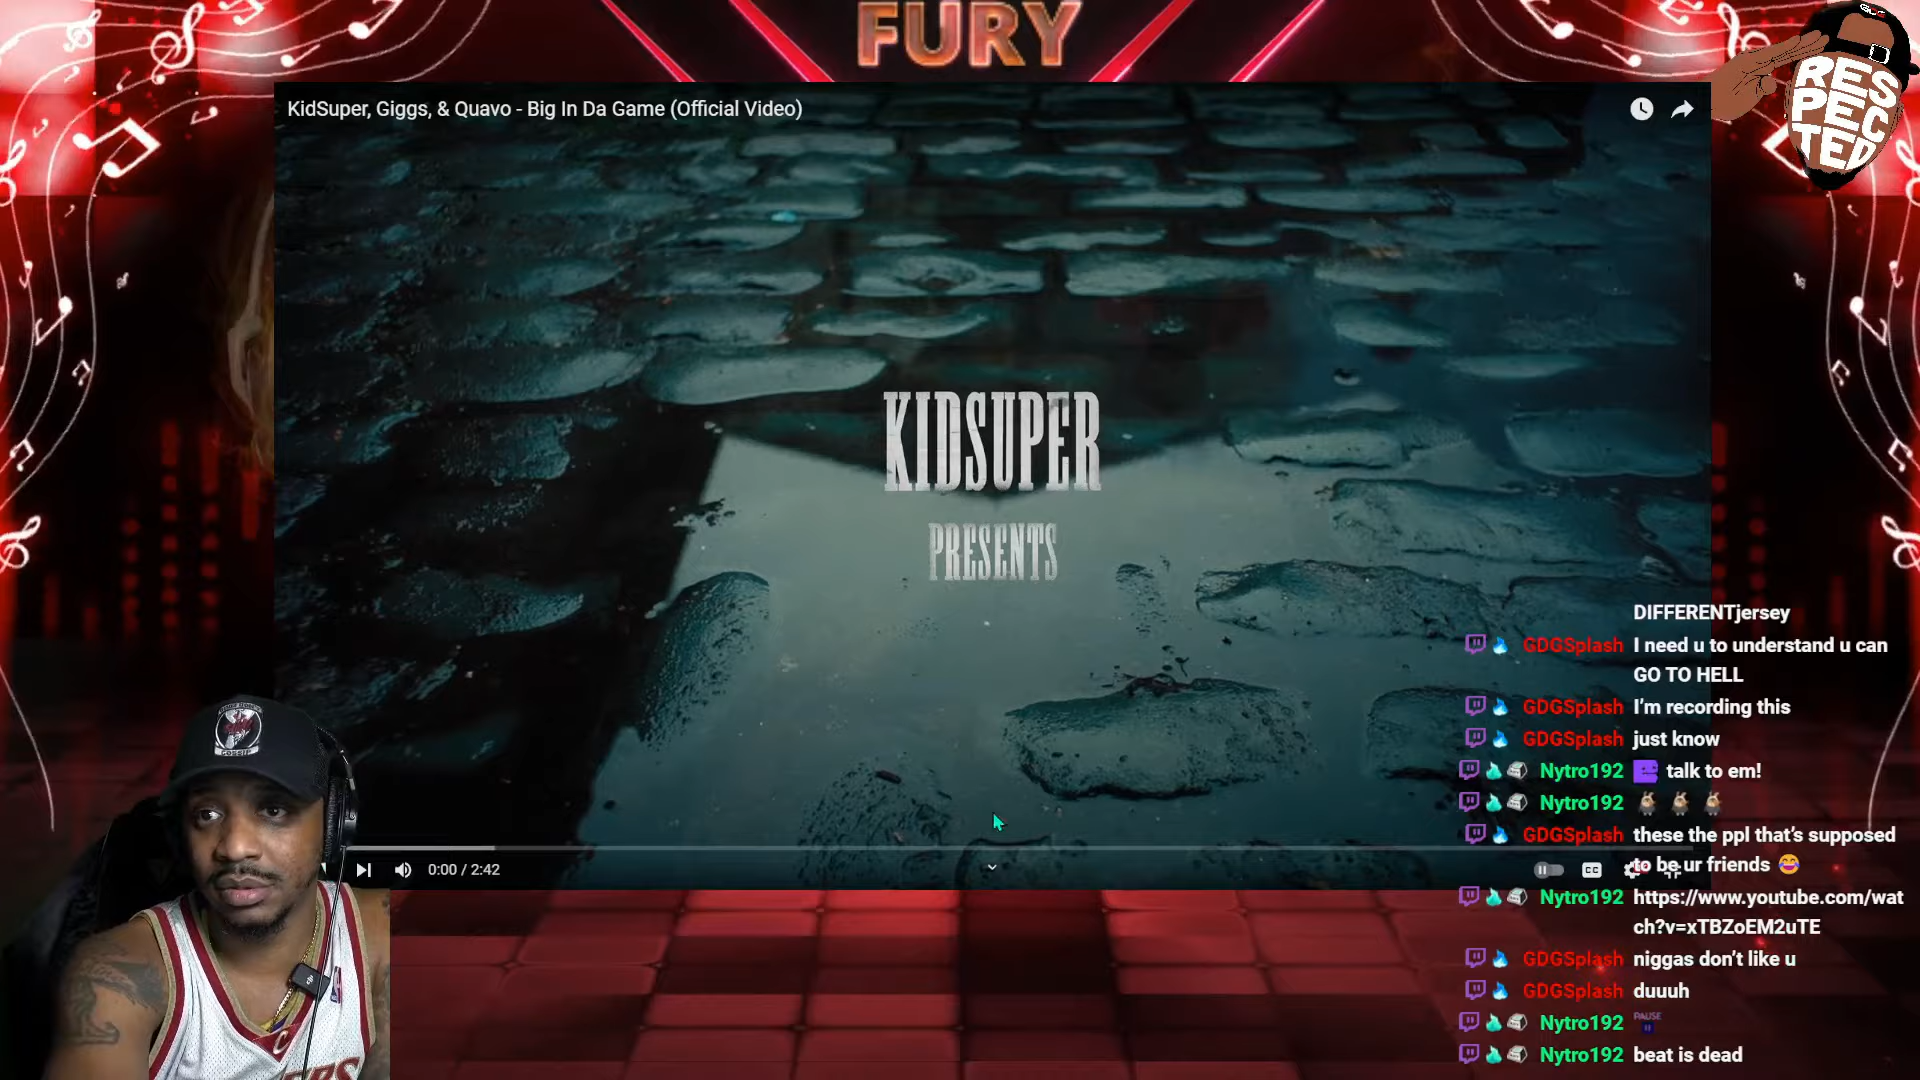 FURY
RES
PEC
TED
KidSuper, Giggs, & Quavo - Big In Da Game (Official Video)
KIDSUPER
PRESENTS
DIFFERENTjersey
GDGSplash I need u to understand u can
GO TO HELL
GDGSplash I'm recording this
GDGSplash just know
Nytro192 talk to em!
Nytro192
GDGSplash these the ppl that's supposed
to be ur friends 😂
Nytro192 https://www.youtube.com/wat
ch?v=xTBZoEM2uTE
GDGSplash niggas don't like u
GDGSplash duuuh
Nytro192 PAUSE
Nytro192 beat is dead
0:00 / 2:42
CC
GOSSIP